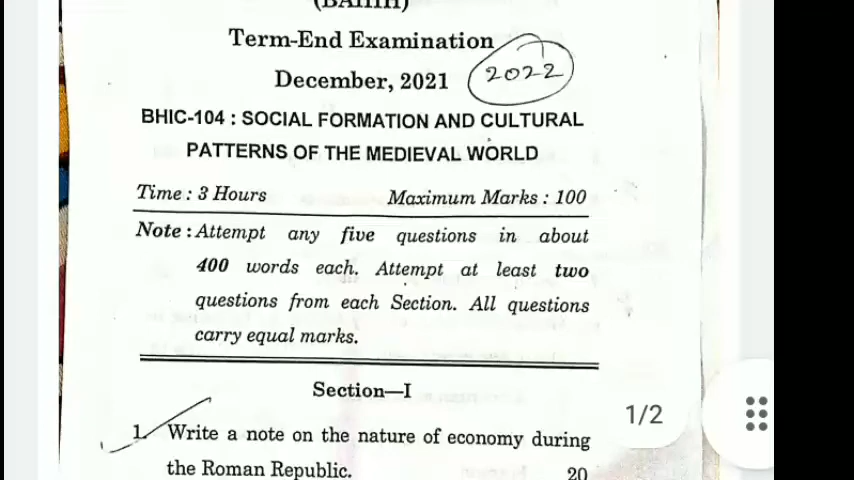 (BAHIH)
Term-End Examination
December, 2021
2022
BHIC-104 : SOCIAL FORMATION AND CULTURAL
PATTERNS OF THE MEDIEVAL WORLD
Time : 3 Hours Maximum Marks : 100
Note : Attempt any five questions in about
400 words each. Attempt at least two
questions from each Section. All questions
carry equal marks.
Section—I
1. Write a note on the nature of economy during
the Roman Republic. 20
1/2